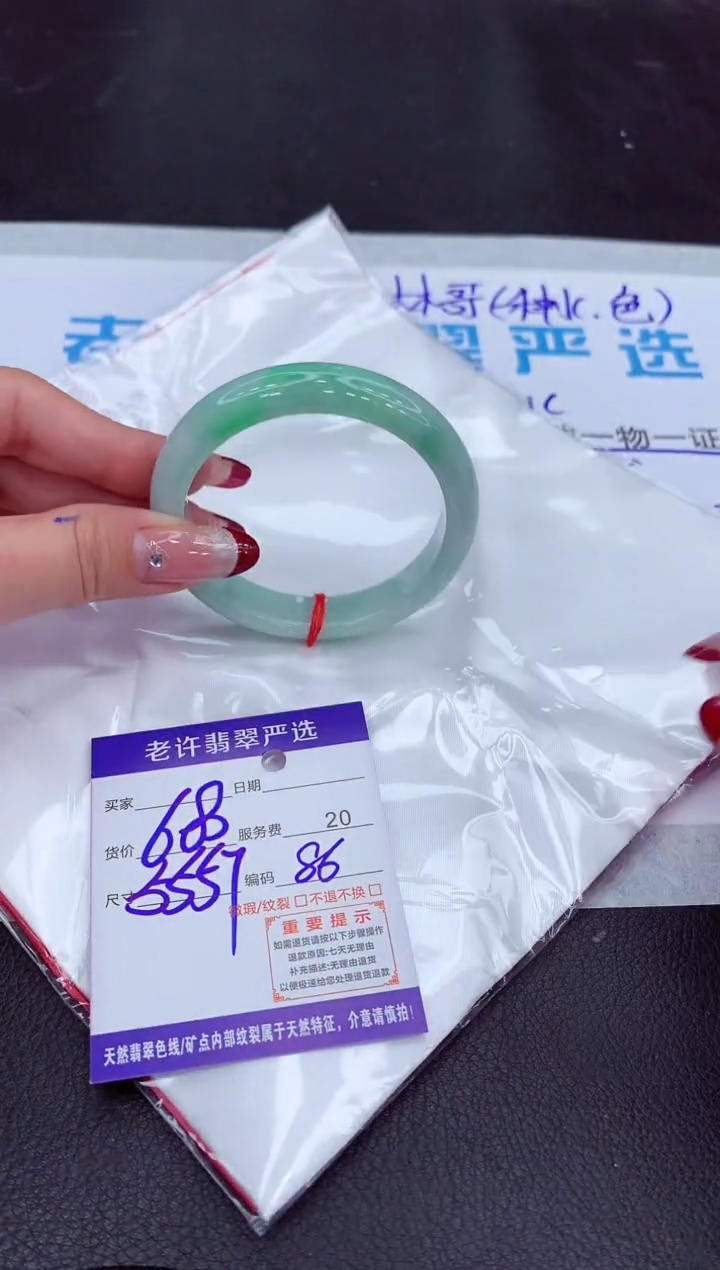 林哥(种水.色)
老 翡翠严选
一物一证
老许翡翠严选
买家 日期
货价 68 服务费 20
尺寸 编码 86
微瑕/纹裂 □ 不退不换 □
重要提示
如需退货请按以下步骤操作
退款原因:七天无理由
补充描述:无理由退货
以便极速给您处理退货退款
天然翡翠色线/矿点内部纹裂属于天然特征，介意请慎拍!